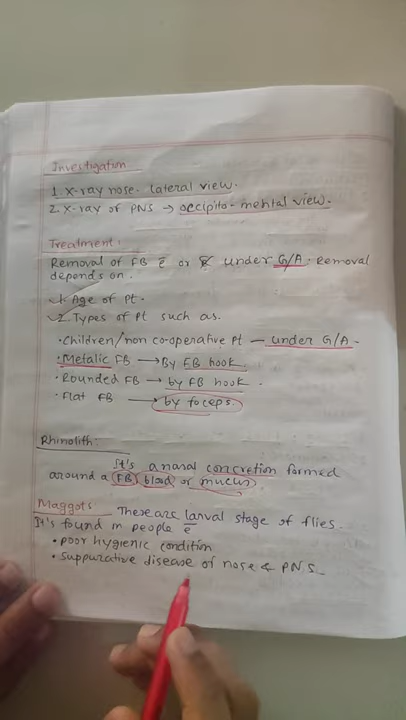 Investigation
1. X-ray nose. lateral view.
2. X-ray of PNS → occipito-mental view.
Treatment:
Removal of FB c̄ or s̄ under G/A. Removal
depends on.
1. Age of Pt.
2. Types of Pt such as.
• Children/non co-operative Pt — under G/A.
• Metalic FB → By FB hook.
• Rounded FB → by FB hook.
• Flat FB → by foceps.
Rhinolith:
It's a nasal concretion formed
around a FB blood or mucus.
Maggots There are larval stage of flies.
It's found in people c̄
• poor hygienic condition
• suppurative disease of nose & P.N.S.